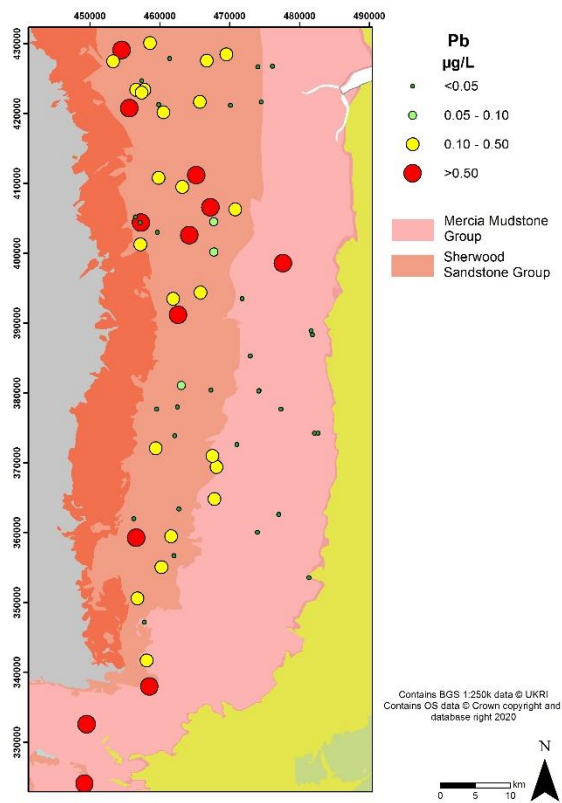 450000 460000 470000 480000 490000
430000
420000
410000
400000
390000
380000
370000
360000
350000
340000
330000
Pb
µg/L
<0.05
0.05 - 0.10
0.10 - 0.50
>0.50
Mercia Mudstone
Group
Sherwood
Sandstone Group
Contains BGS 1:250k data © UKRI
Contains OS data © Crown copyright and
database right 2020
N
km
0 5 10